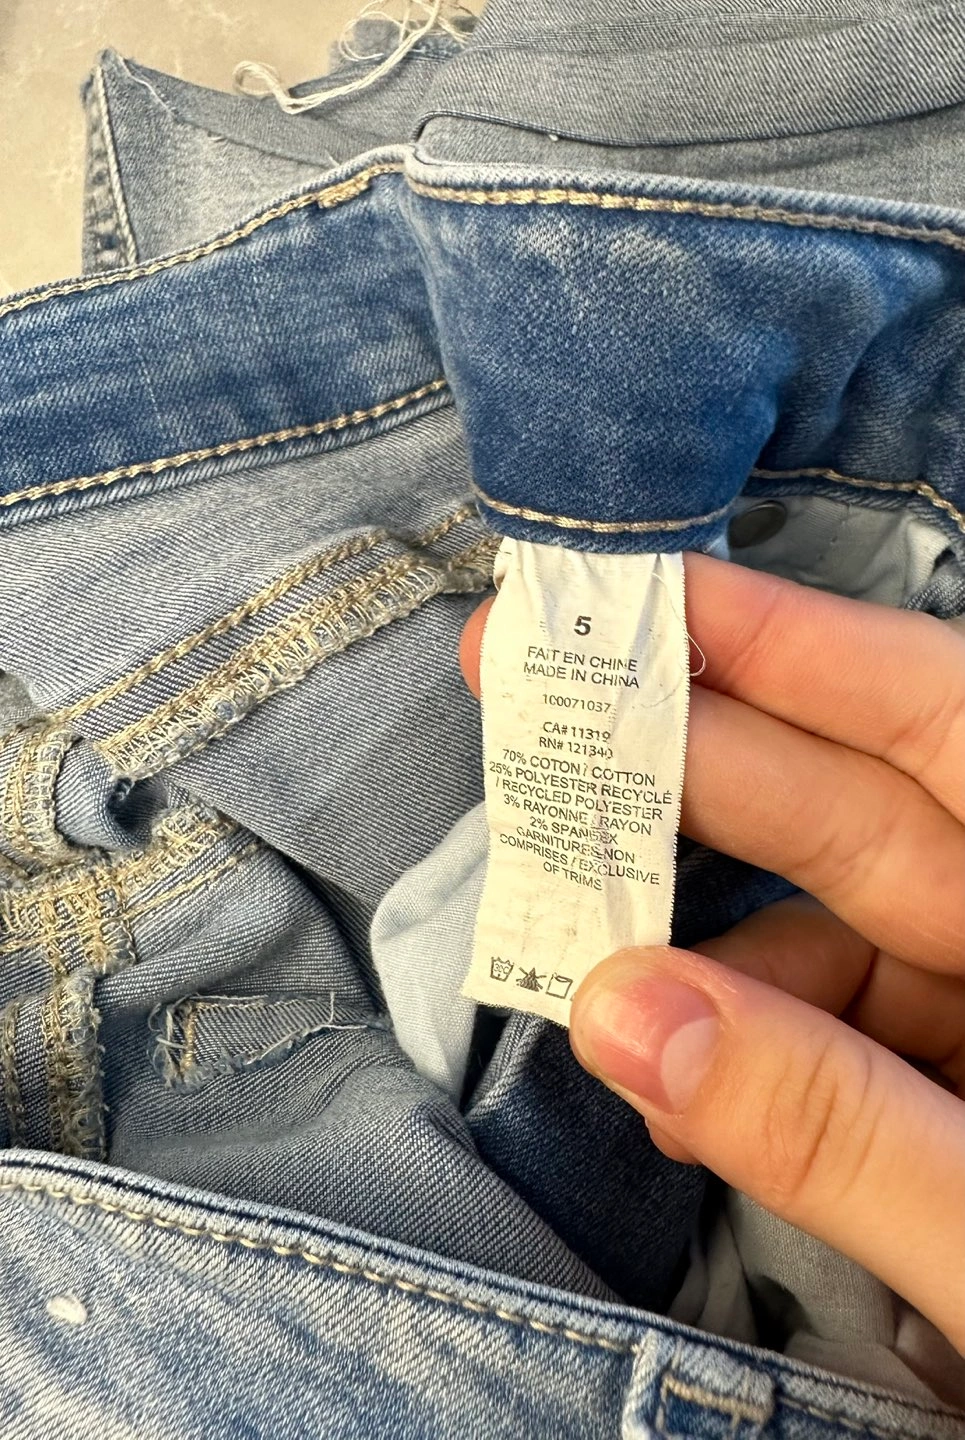 5
FAIT EN CHINE
MADE IN CHINA
100071037
CA# 11319
RN# 121340
70% COTON / COTTON
25% POLYESTER RECYCLÉ
/ RECYCLED POLYESTER
3% RAYONNE / RAYON
2% SPANDEX
GARNITURES NON
COMPRISES / EXCLUSIVE
OF TRIMS